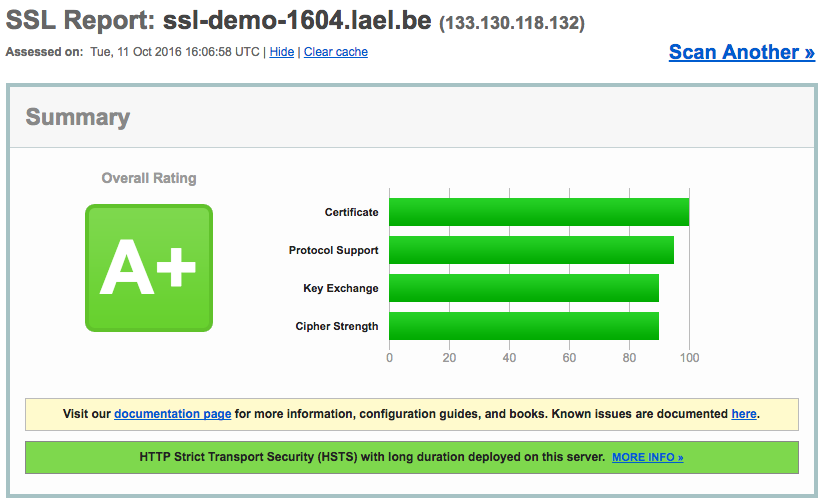 SSL Report: ssl-demo-1604.lael.be (133.130.118.132)
Assessed on: Tue, 11 Oct 2016 16:06:58 UTC | Hide | Clear cache
Scan Another »
Summary
Overall Rating
A+
Certificate
Protocol Support
Key Exchange
Cipher Strength
0 20 40 60 80 100
Visit our documentation page for more information, configuration guides, and books. Known issues are documented here.
HTTP Strict Transport Security (HSTS) with long duration deployed on this server. MORE INFO »